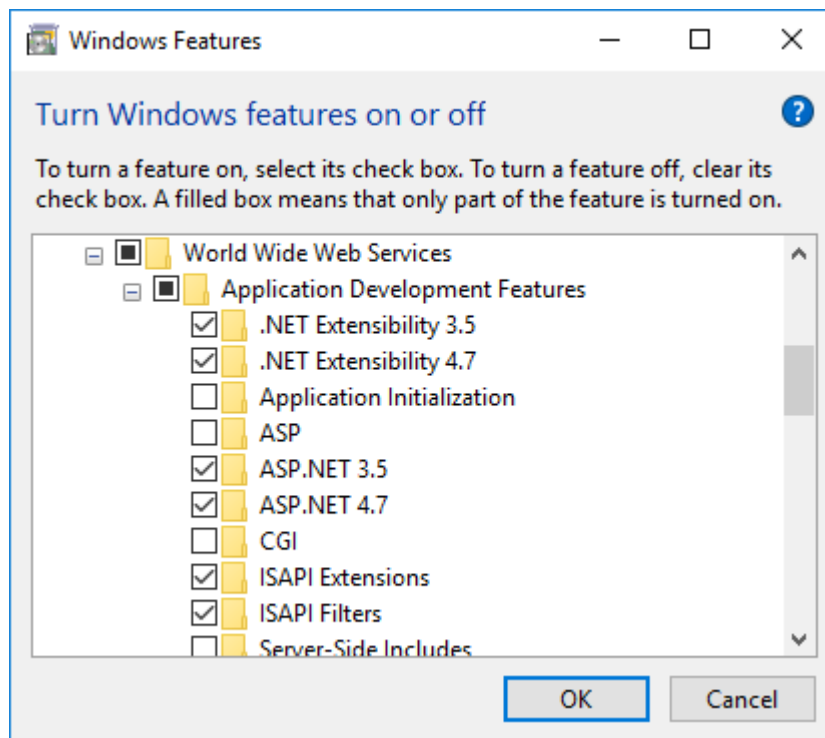 Windows Features
Turn Windows features on or off
?
To turn a feature on, select its check box. To turn a feature off, clear its
check box. A filled box means that only part of the feature is turned on.
World Wide Web Services
Application Development Features
.NET Extensibility 3.5
.NET Extensibility 4.7
Application Initialization
ASP
ASP.NET 3.5
ASP.NET 4.7
CGI
ISAPI Extensions
ISAPI Filters
Server-Side Includes
OK
Cancel